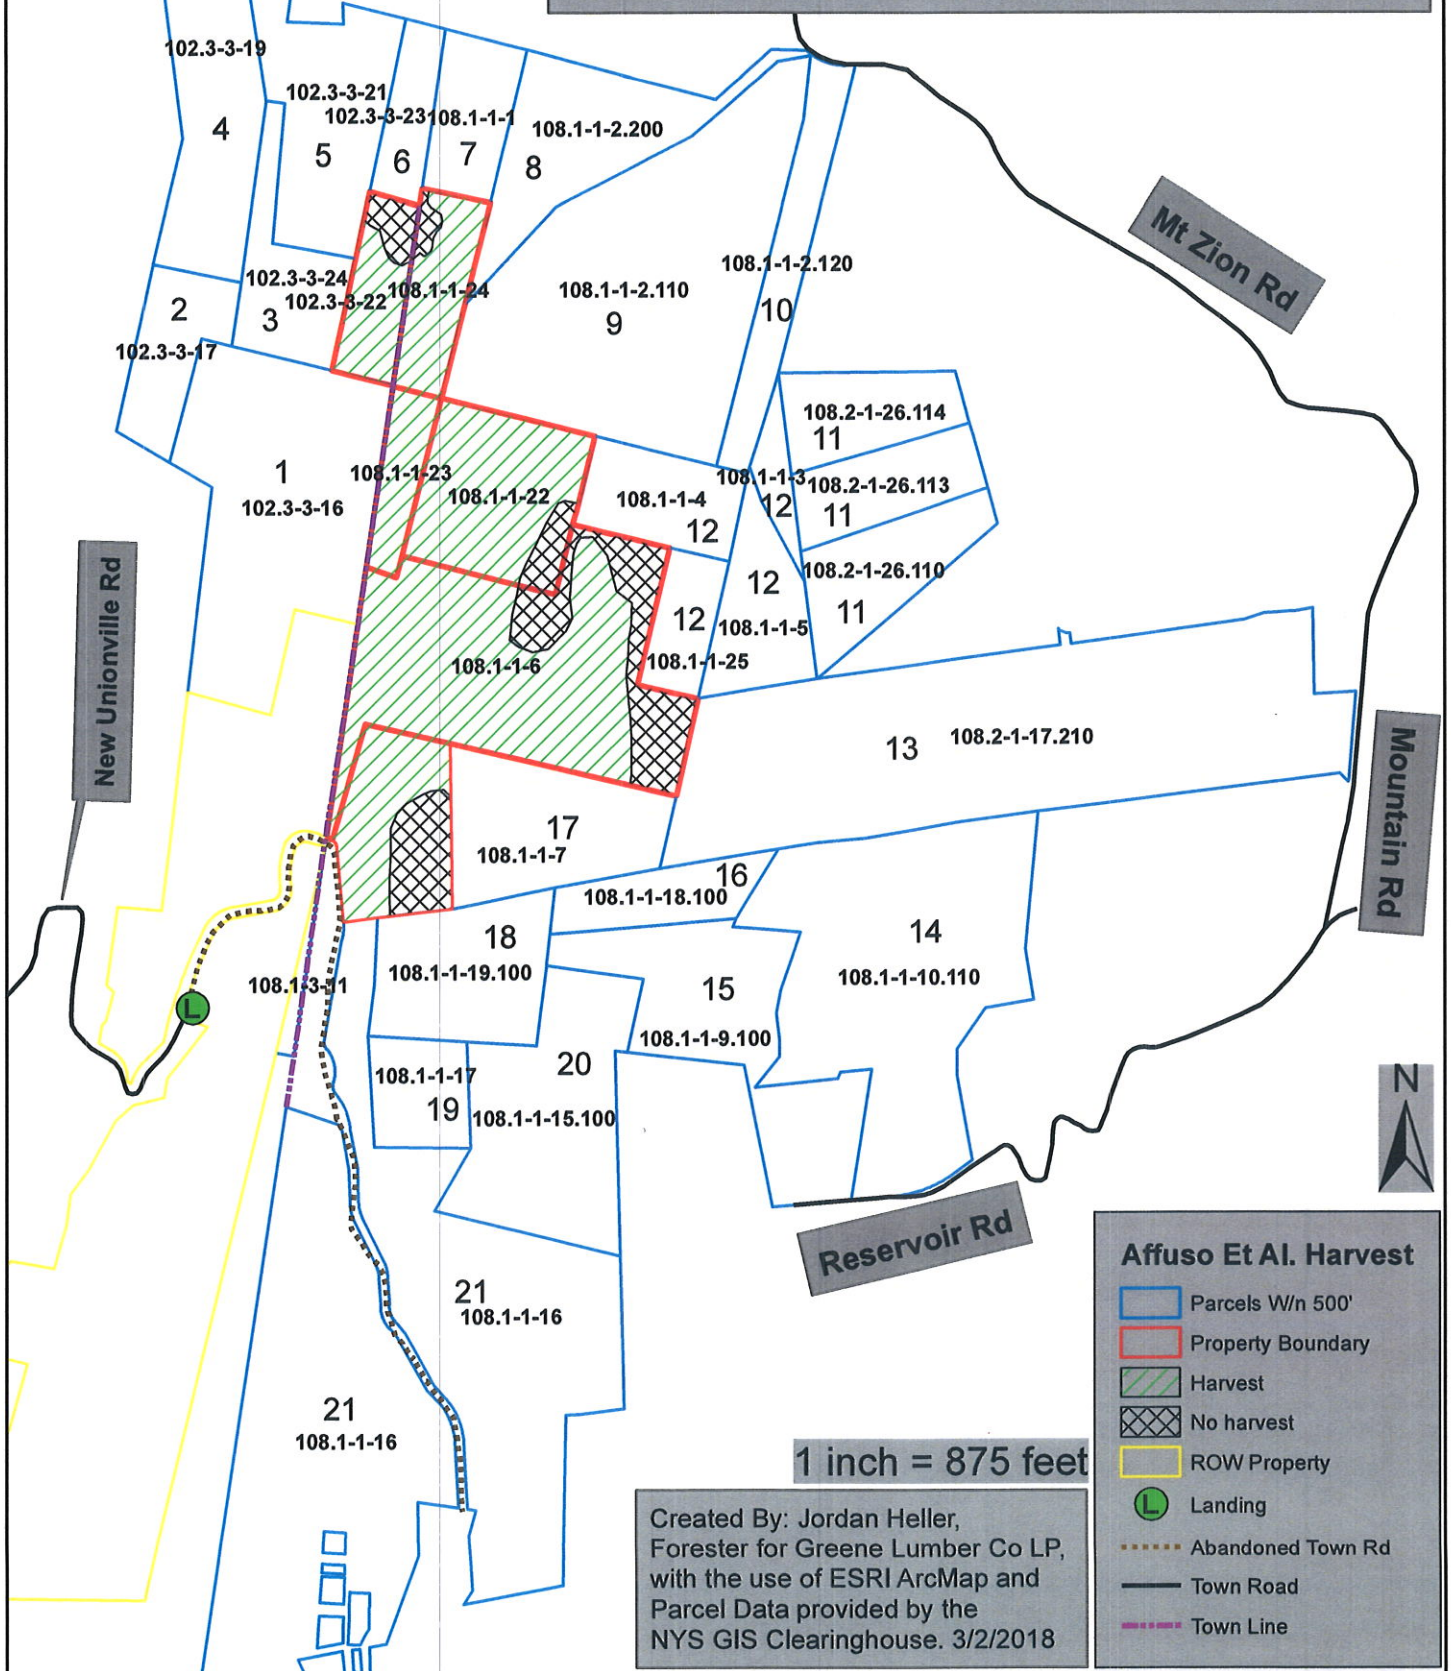 102.3-3-19
102.3-3-21
102.3-3-23
108.1-1-1
108.1-1-2.200
4
5
6
7
8
Mt Zion Rd
102.3-3-24
102.3-3-22
108.1-1-24
108.1-1-2.110
108.1-1-2.120
2
3
9
10
102.3-3-17
108.2-1-26.114
11
1
102.3-3-16
108.1-1-23
108.1-1-22
108.1-1-4
12
108.1-1-3
12
108.2-1-26.113
11
108.2-1-26.110
11
12
108.1-1-5
12
108.1-1-25
New Unionville Rd
108.1-1-6
13
108.2-1-17.210
Mountain Rd
17
108.1-1-7
16
108.1-1-18.100
18
108.1-1-19.100
14
108.1-1-10.110
108.1-3-11
L
15
108.1-1-9.100
20
108.1-1-17
19
108.1-1-15.100
N
Reservoir Rd
21
108.1-1-16
21
108.1-1-16
Affuso Et Al. Harvest
Parcels W/n 500'
Property Boundary
Harvest
No harvest
ROW Property
L Landing
Abandoned Town Rd
Town Road
Town Line
1 inch = 875 feet
Created By: Jordan Heller,
Forester for Greene Lumber Co LP,
with the use of ESRI ArcMap and
Parcel Data provided by the
NYS GIS Clearinghouse. 3/2/2018